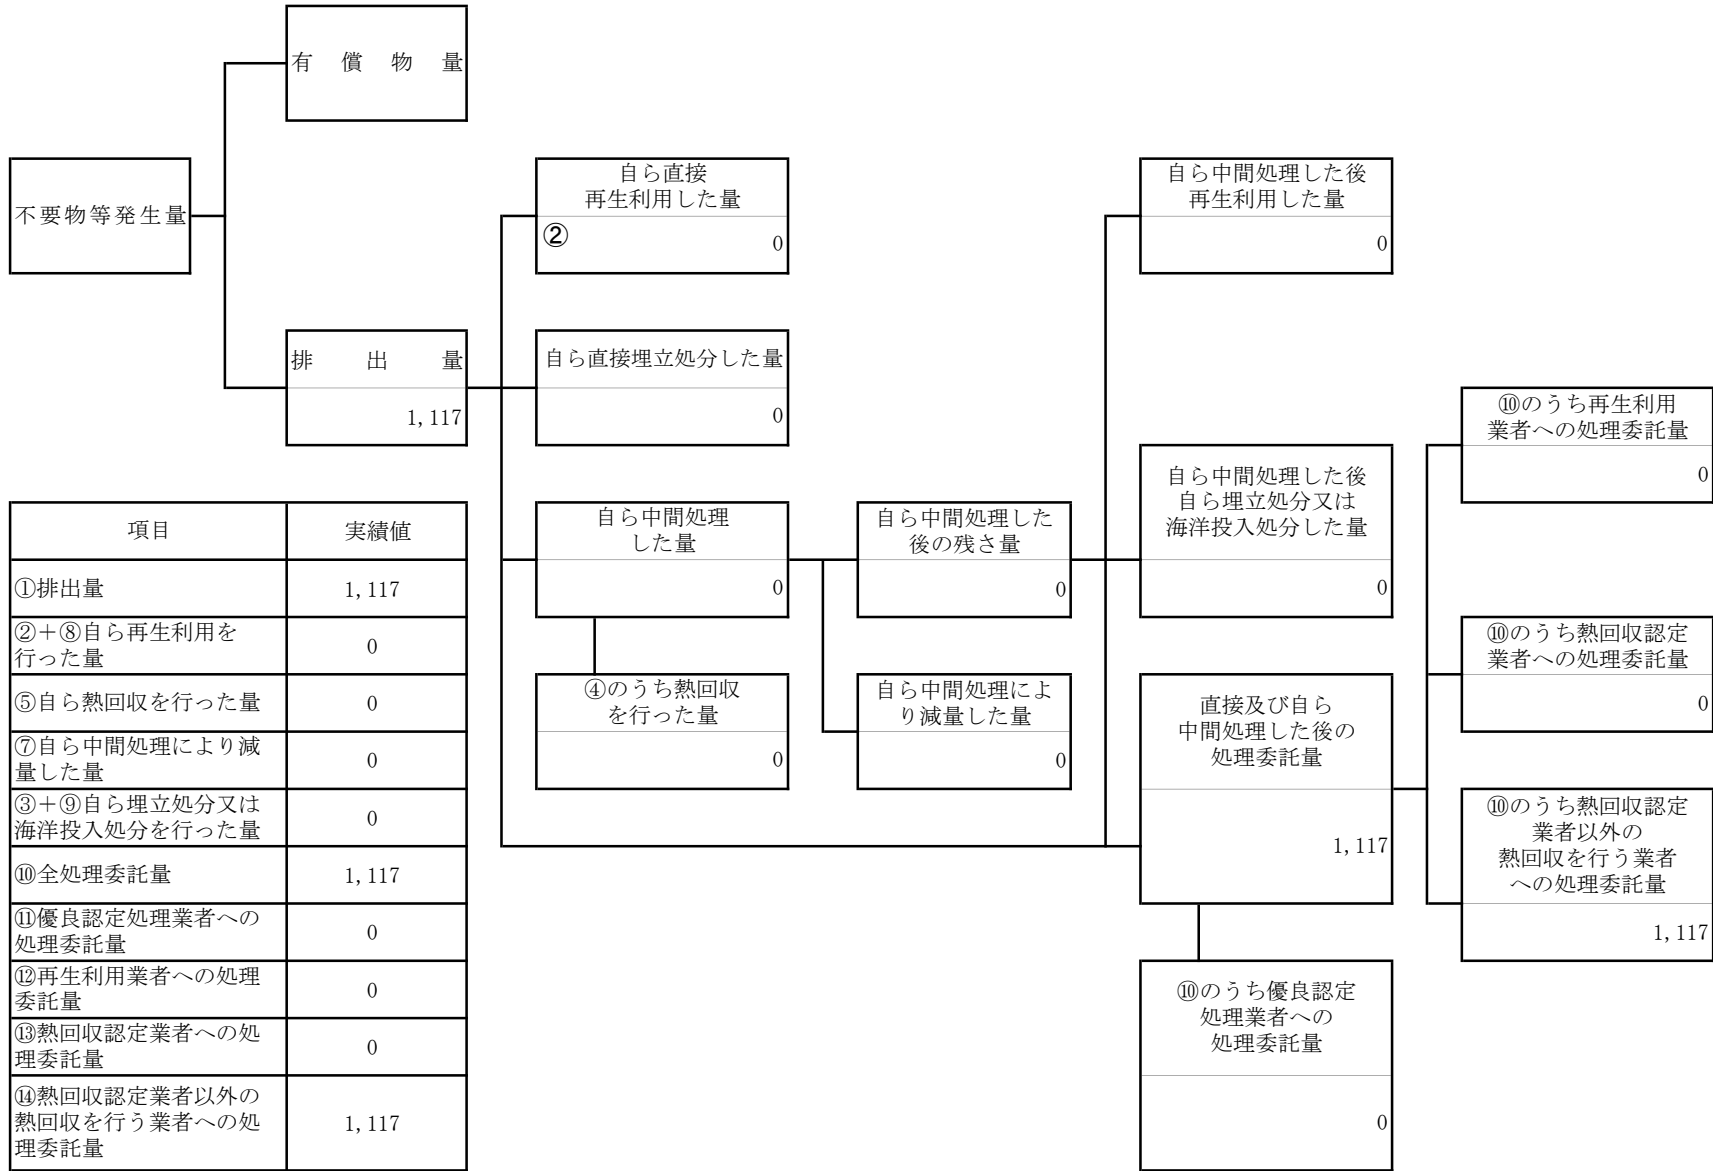 有償物量
不要物等発生量
自ら直接
再生利用した量
②
0
自ら中間処理した後
再生利用した量
0
排出量
1,117
自ら直接埋立処分した量
0
⑩のうち再生利用
業者への処理委託量
0
自ら中間処理
した量
0
自ら中間処理した
後の残さ量
0
自ら中間処理した後
自ら埋立処分又は
海洋投入処分した量
0
⑩のうち熱回収認定
業者への処理委託量
0
④のうち熱回収
を行った量
0
自ら中間処理によ
り減量した量
0
直接及び自ら
中間処理した後の
処理委託量
1,117
⑩のうち熱回収認定
業者以外の
熱回収を行う業者
への処理委託量
1,117
⑩のうち優良認定
処理業者への
処理委託量
0
項目 実績値
①排出量 1,117
②＋⑧自ら再生利用を
行った量 0
⑤自ら熱回収を行った量 0
⑦自ら中間処理により減
量した量 0
③＋⑨自ら埋立処分又は
海洋投入処分を行った量 0
⑩全処理委託量 1,117
⑪優良認定処理業者への
処理委託量 0
⑫再生利用業者への処理
委託量 0
⑬熱回収認定業者への処
理委託量 0
⑭熱回収認定業者以外の
熱回収を行う業者への処 1,117
理委託量